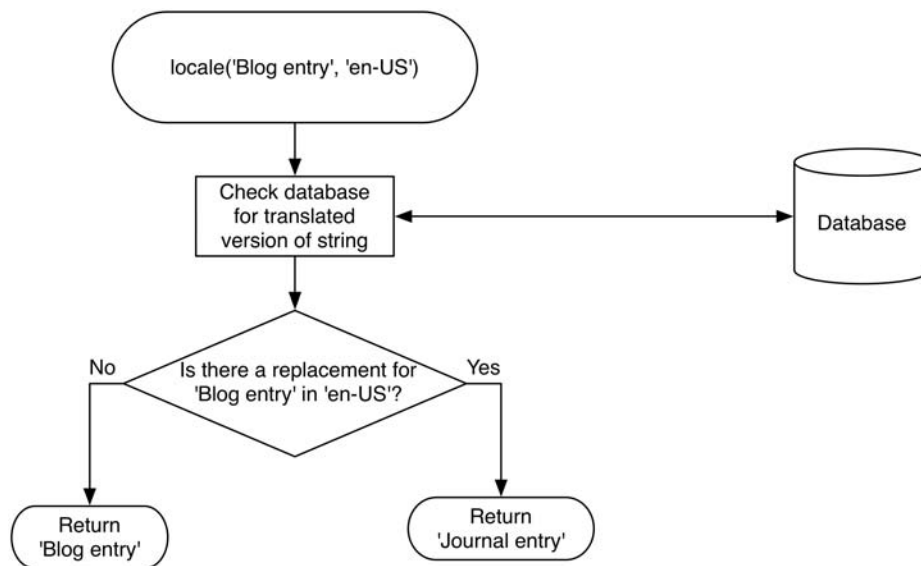 locale('Blog entry', 'en-US')
Check database
for translated
version of string
Database
Is there a replacement for
'Blog entry' in 'en-US'?
No
Yes
Return
'Blog entry'
Return
'Journal entry'